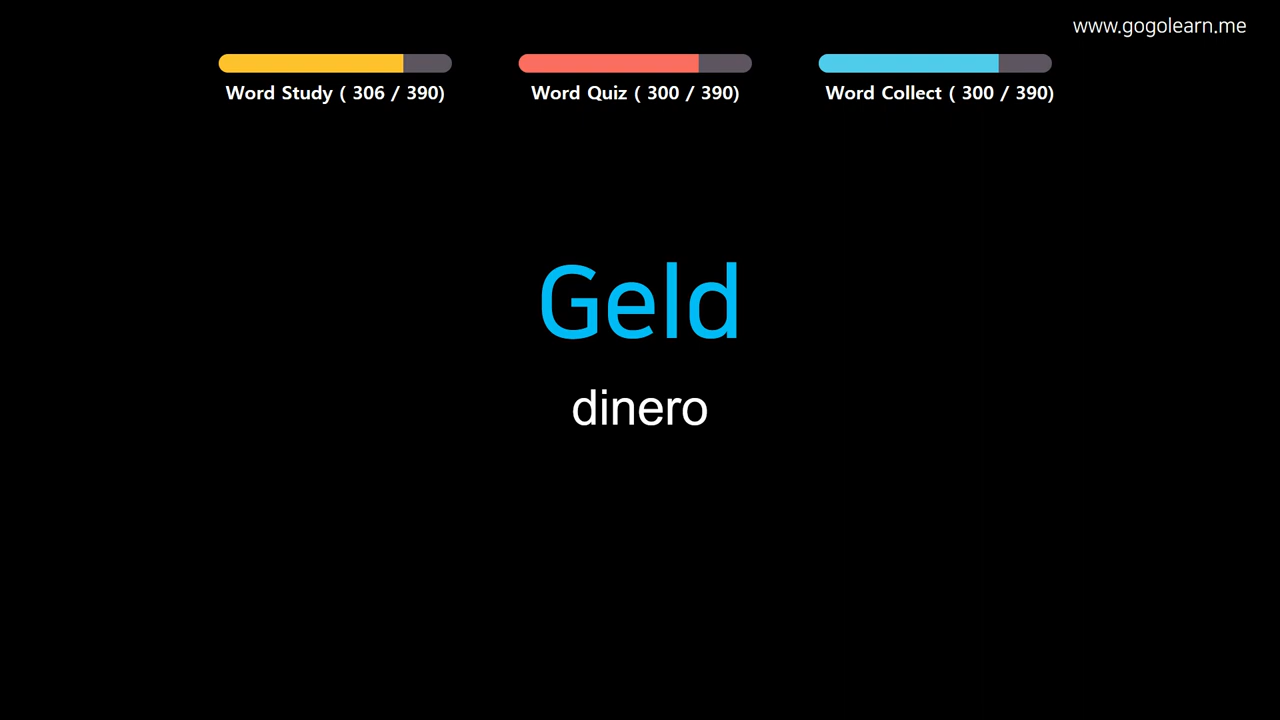 www.gogolearn.me
Word Study ( 306 / 390)
Word Quiz ( 300 / 390)
Word Collect ( 300 / 390)
Geld
dinero